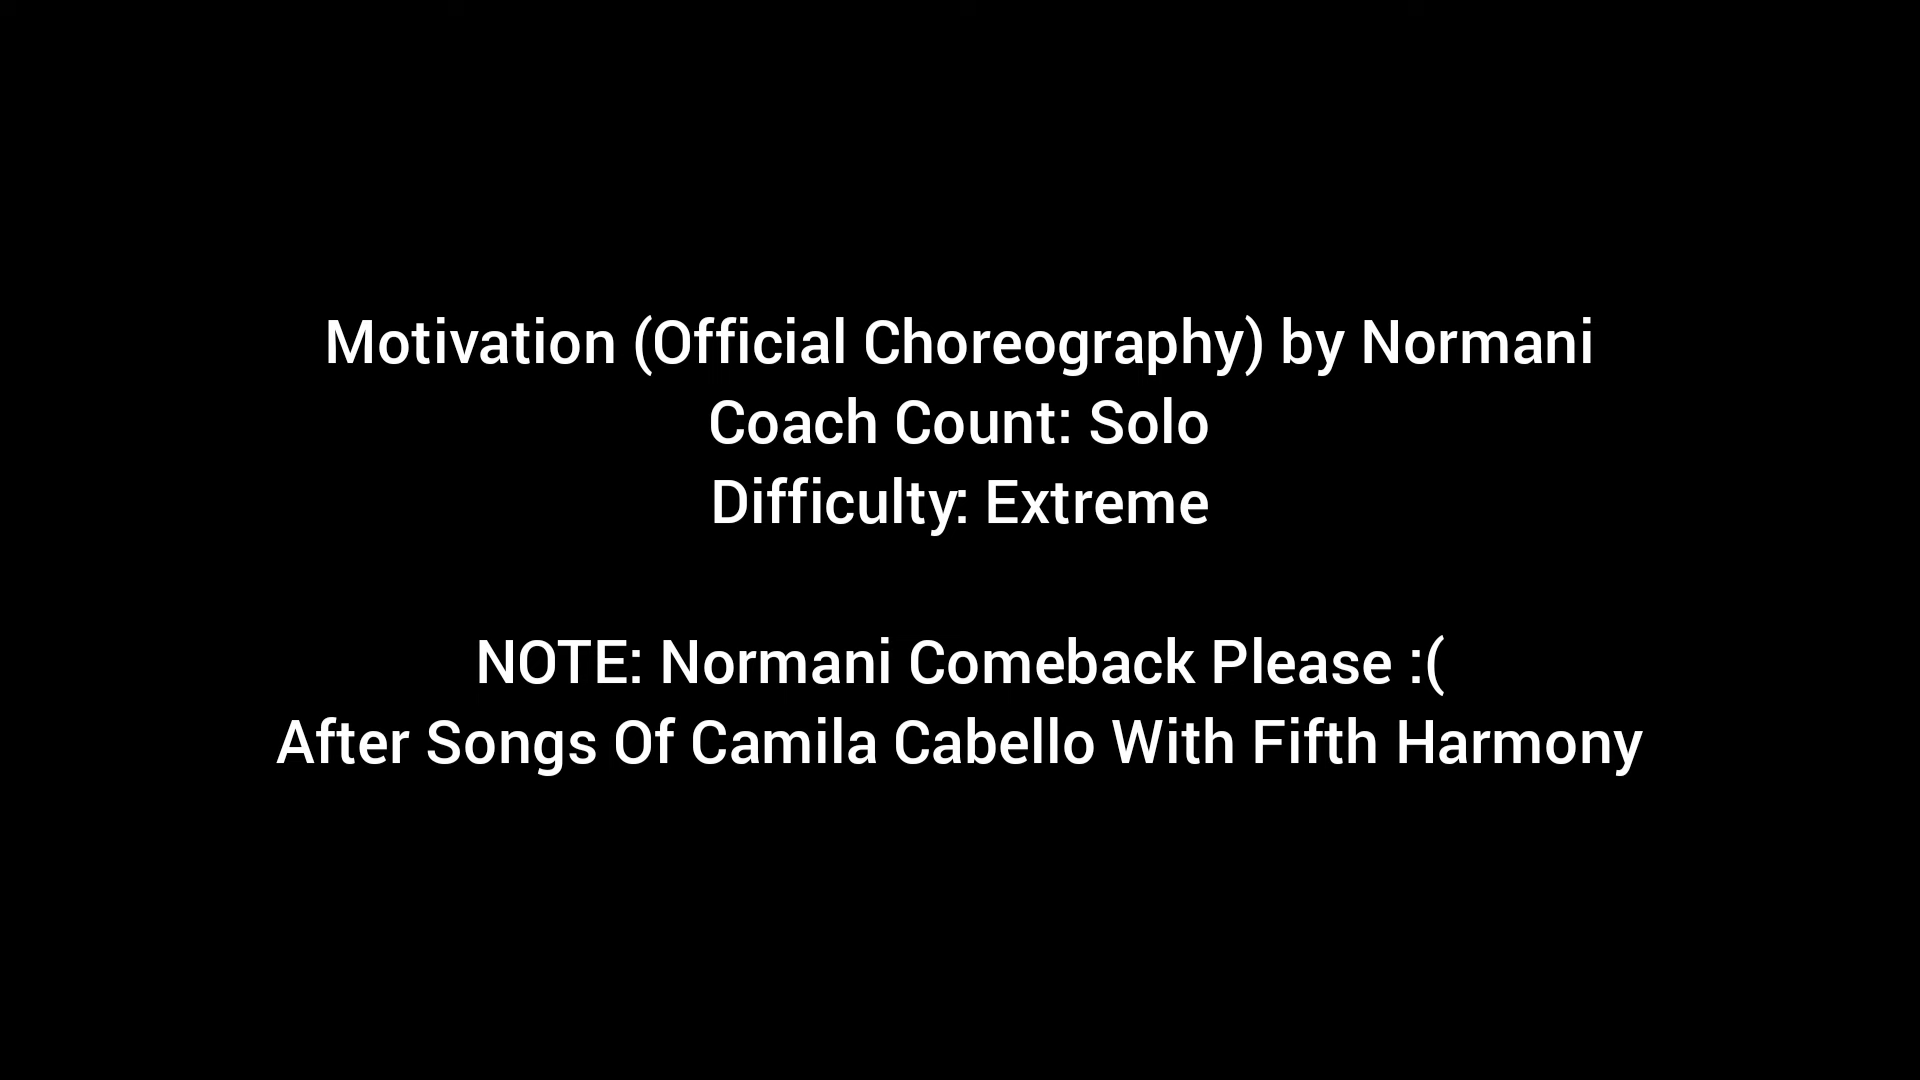 Motivation (Official Choreography) by Normani
Coach Count: Solo
Difficulty: Extreme
NOTE: Normani Comeback Please :(
After Songs Of Camila Cabello With Fifth Harmony